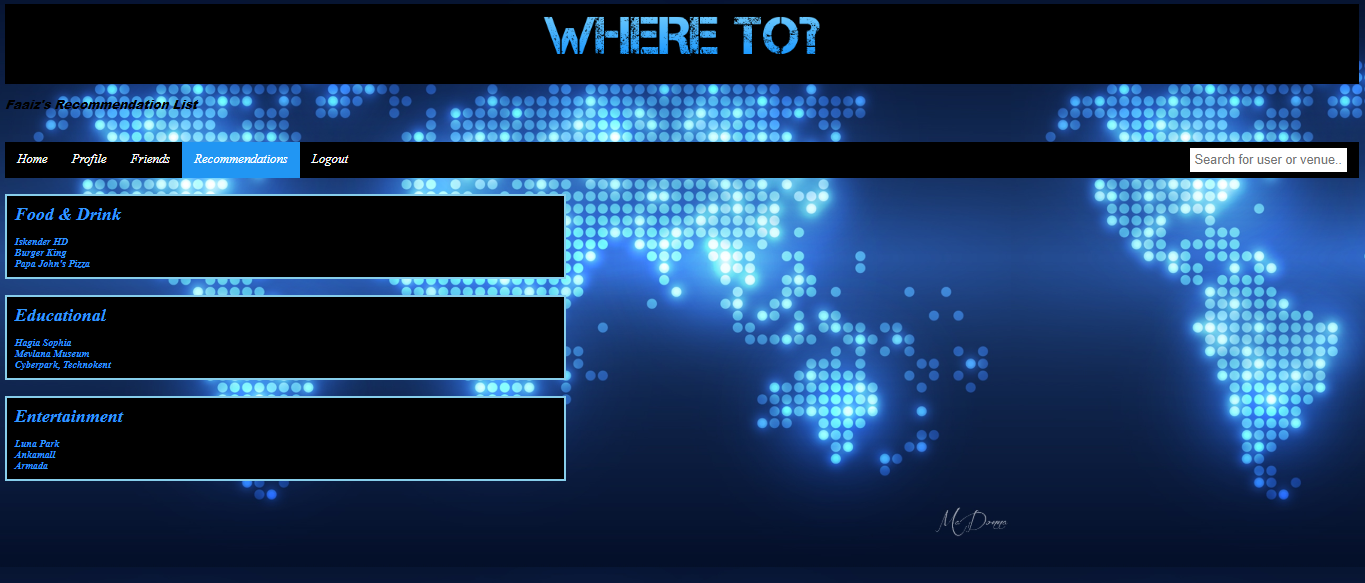 WHERE TO?
Faaiz's Recommendation List
Home Profile Friends Recommendations Logout Search for user or venue..
Food & Drink
Iskender HD
Burger King
Papa John's Pizza
Educational
Hagia Sophia
Mevlana Museum
Cyberpark, Technokent
Entertainment
Luna Park
Ankamall
Armada